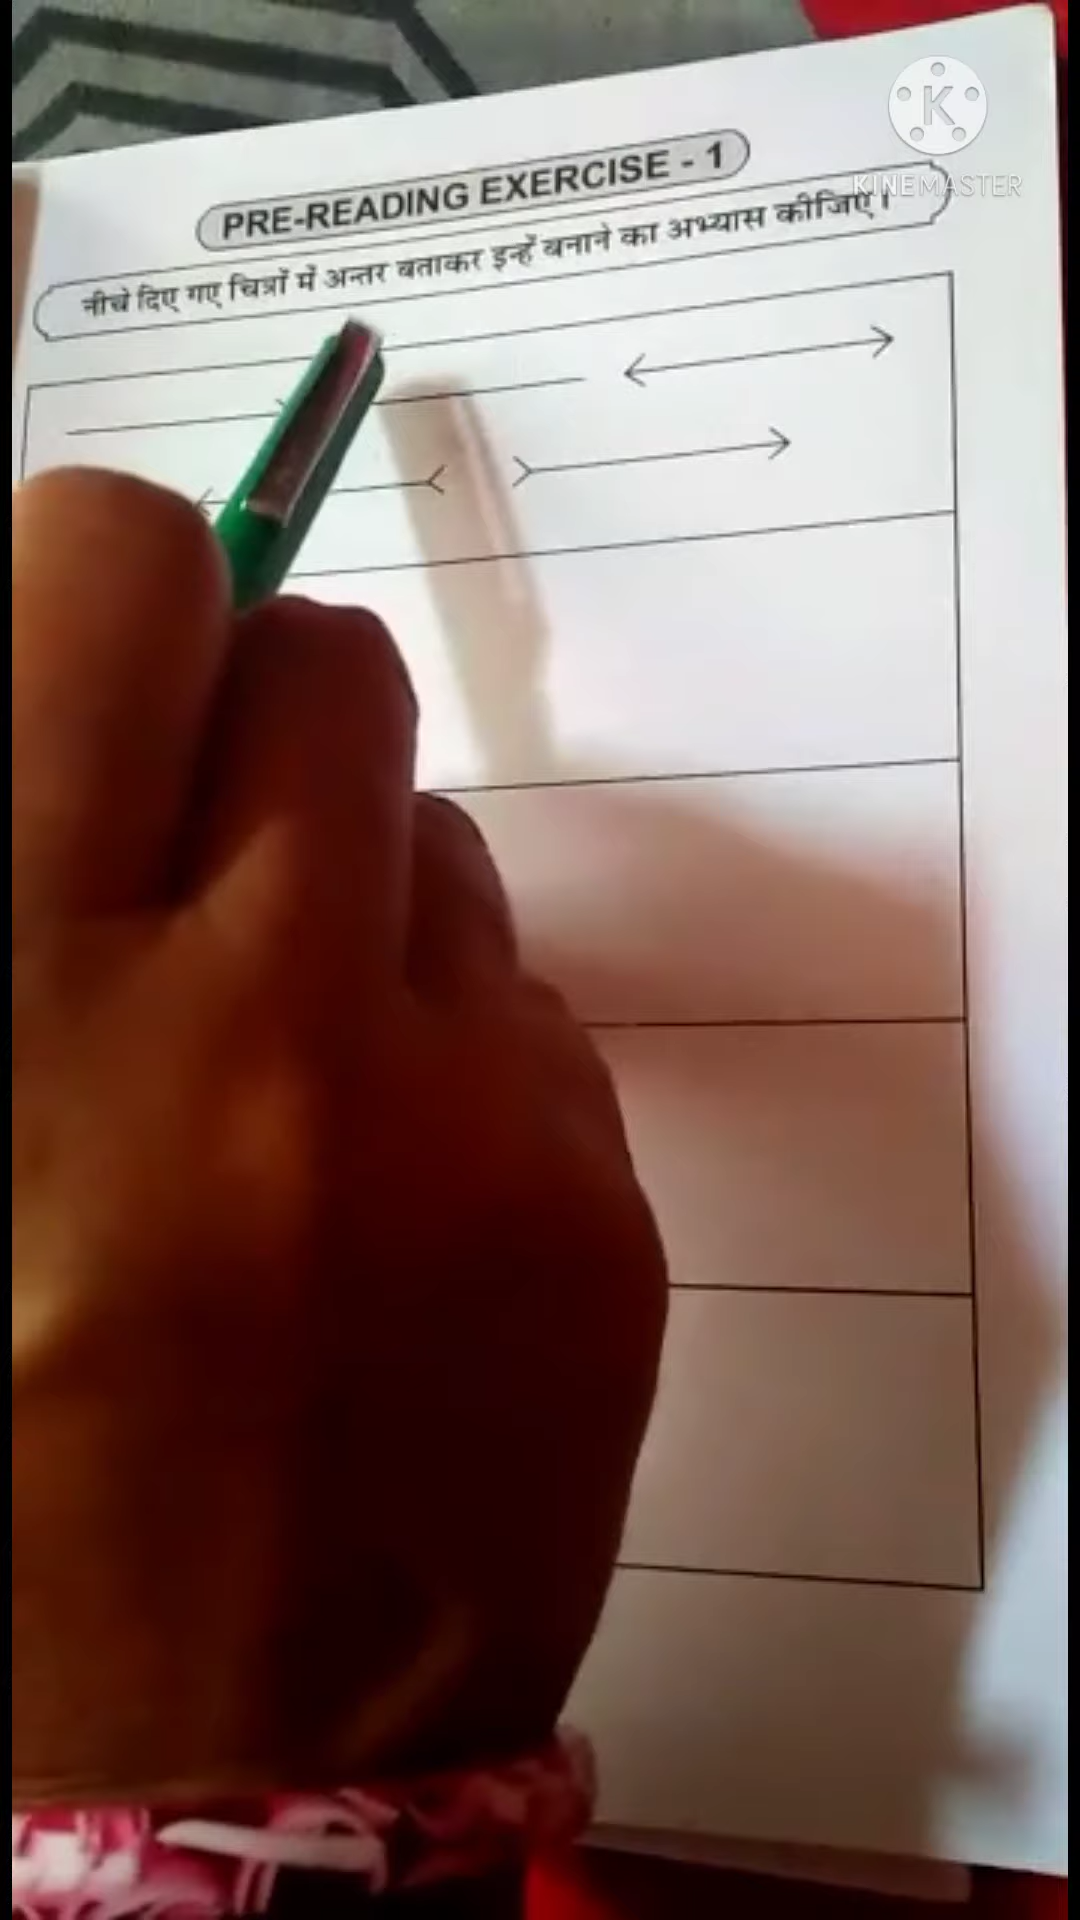 KINEMASTER
PRE-READING EXERCISE - 1
नीचे दिए गए चित्रों में अन्तर बताकर इन्हें बनाने का अभ्यास कीजिए।